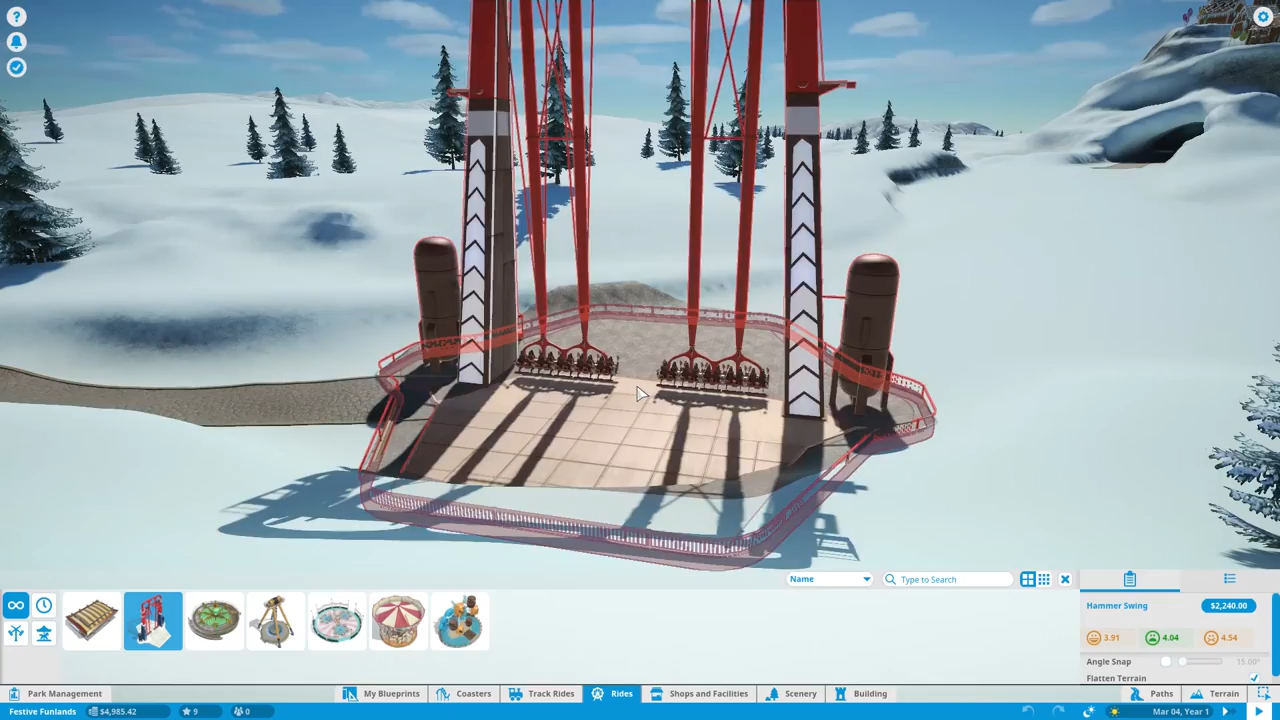 Name
Type to Search
Hammer Swing
$2,240.00
3.91
4.04
4.54
Angle Snap
15.00°
Flatten Terrain
Park Management
My Blueprints
Coasters
Track Rides
Rides
Shops and Facilities
Scenery
Building
Paths
Terrain
Festive Funlands
$4,985.42
9
0
Mar 04, Year 1